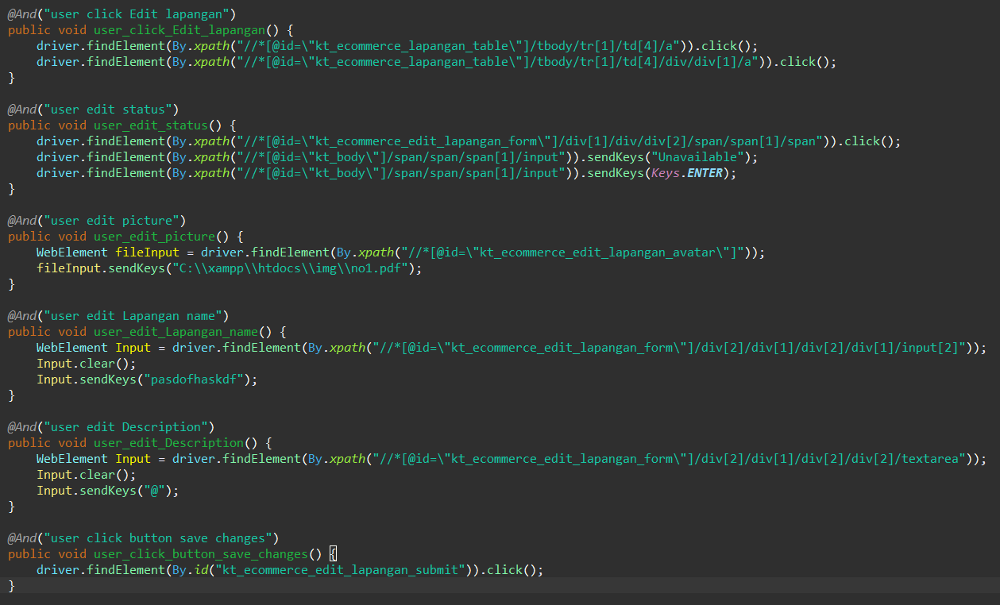 @And("user click Edit lapangan")
public void user_click_Edit_lapangan() {
    driver.findElement(By.xpath("//*[@id=\"kt_ecommerce_lapangan_table\"]/tbody/tr[1]/td[4]/a")).click();
    driver.findElement(By.xpath("//*[@id=\"kt_ecommerce_lapangan_table\"]/tbody/tr[1]/td[4]/div/div[1]/a")).click();
}

@And("user edit status")
public void user_edit_status() {
    driver.findElement(By.xpath("//*[@id=\"kt_ecommerce_edit_lapangan_form\"]/div[1]/div/div[2]/span/span[1]/span")).click();
    driver.findElement(By.xpath("//*[@id=\"kt_body\"]/span/span/span[1]/input")).sendKeys("Unavailable");
    driver.findElement(By.xpath("//*[@id=\"kt_body\"]/span/span/span[1]/input")).sendKeys(Keys.ENTER);
}

@And("user edit picture")
public void user_edit_picture() {
    WebElement fileInput = driver.findElement(By.xpath("//*[@id=\"kt_ecommerce_edit_lapangan_avatar\"]"));
    fileInput.sendKeys("C:\\xampp\\htdocs\\img\\no1.pdf");
}

@And("user edit Lapangan name")
public void user_edit_Lapangan_name() {
    WebElement Input = driver.findElement(By.xpath("//*[@id=\"kt_ecommerce_edit_lapangan_form\"]/div[2]/div[1]/div[2]/div[1]/input[2]"));
    Input.clear();
    Input.sendKeys("pasdofhaskdf");
}

@And("user edit Description")
public void user_edit_Description() {
    WebElement Input = driver.findElement(By.xpath("//*[@id=\"kt_ecommerce_edit_lapangan_form\"]/div[2]/div[1]/div[2]/div[2]/textarea"));
    Input.clear();
    Input.sendKeys("@");
}

@And("user click button save changes")
public void user_click_button_save_changes() {
    driver.findElement(By.id("kt_ecommerce_edit_lapangan_submit")).click();
}